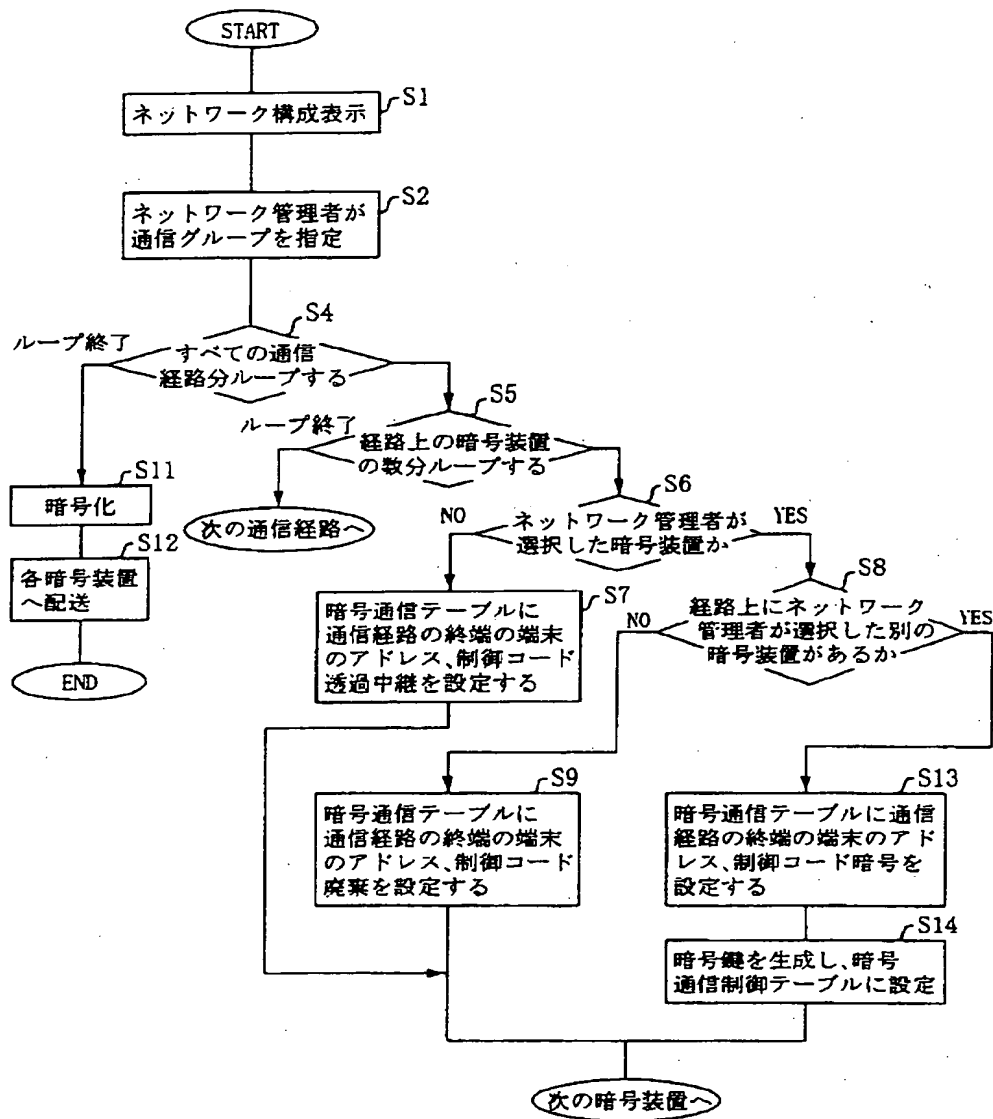 START
ネットワーク構成表示
S1
ネットワーク管理者が
通信グループを指定
S2
S4
ループ終了
すべての通信
経路分ループする
S5
ループ終了
経路上の暗号装置
の数分ループする
S11
暗号化
S12
各暗号装置
へ配送
END
次の通信経路へ
S6
NO
ネットワーク管理者が
選択した暗号装置か
YES
S7
暗号通信テーブルに
通信経路の終端の端末
のアドレス、制御コード
透過中継を設定する
S8
NO
経路上にネットワーク
管理者が選択した別の
暗号装置があるか
YES
S9
暗号通信テーブルに
通信経路の終端の端末
のアドレス、制御コード
廃棄を設定する
S13
暗号通信テーブルに通信
経路の終端の端末のアド
レス、制御コード暗号を
設定する
S14
暗号鍵を生成し、暗号
通信制御テーブルに設定
次の暗号装置へ